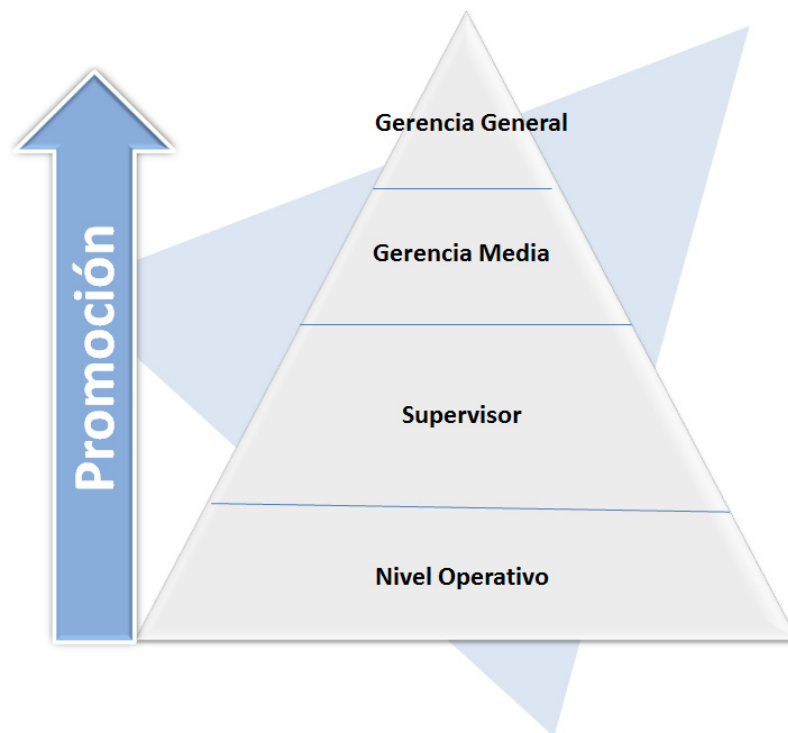 Gerencia General
Promoción
Gerencia Media
Supervisor
Nivel Operativo